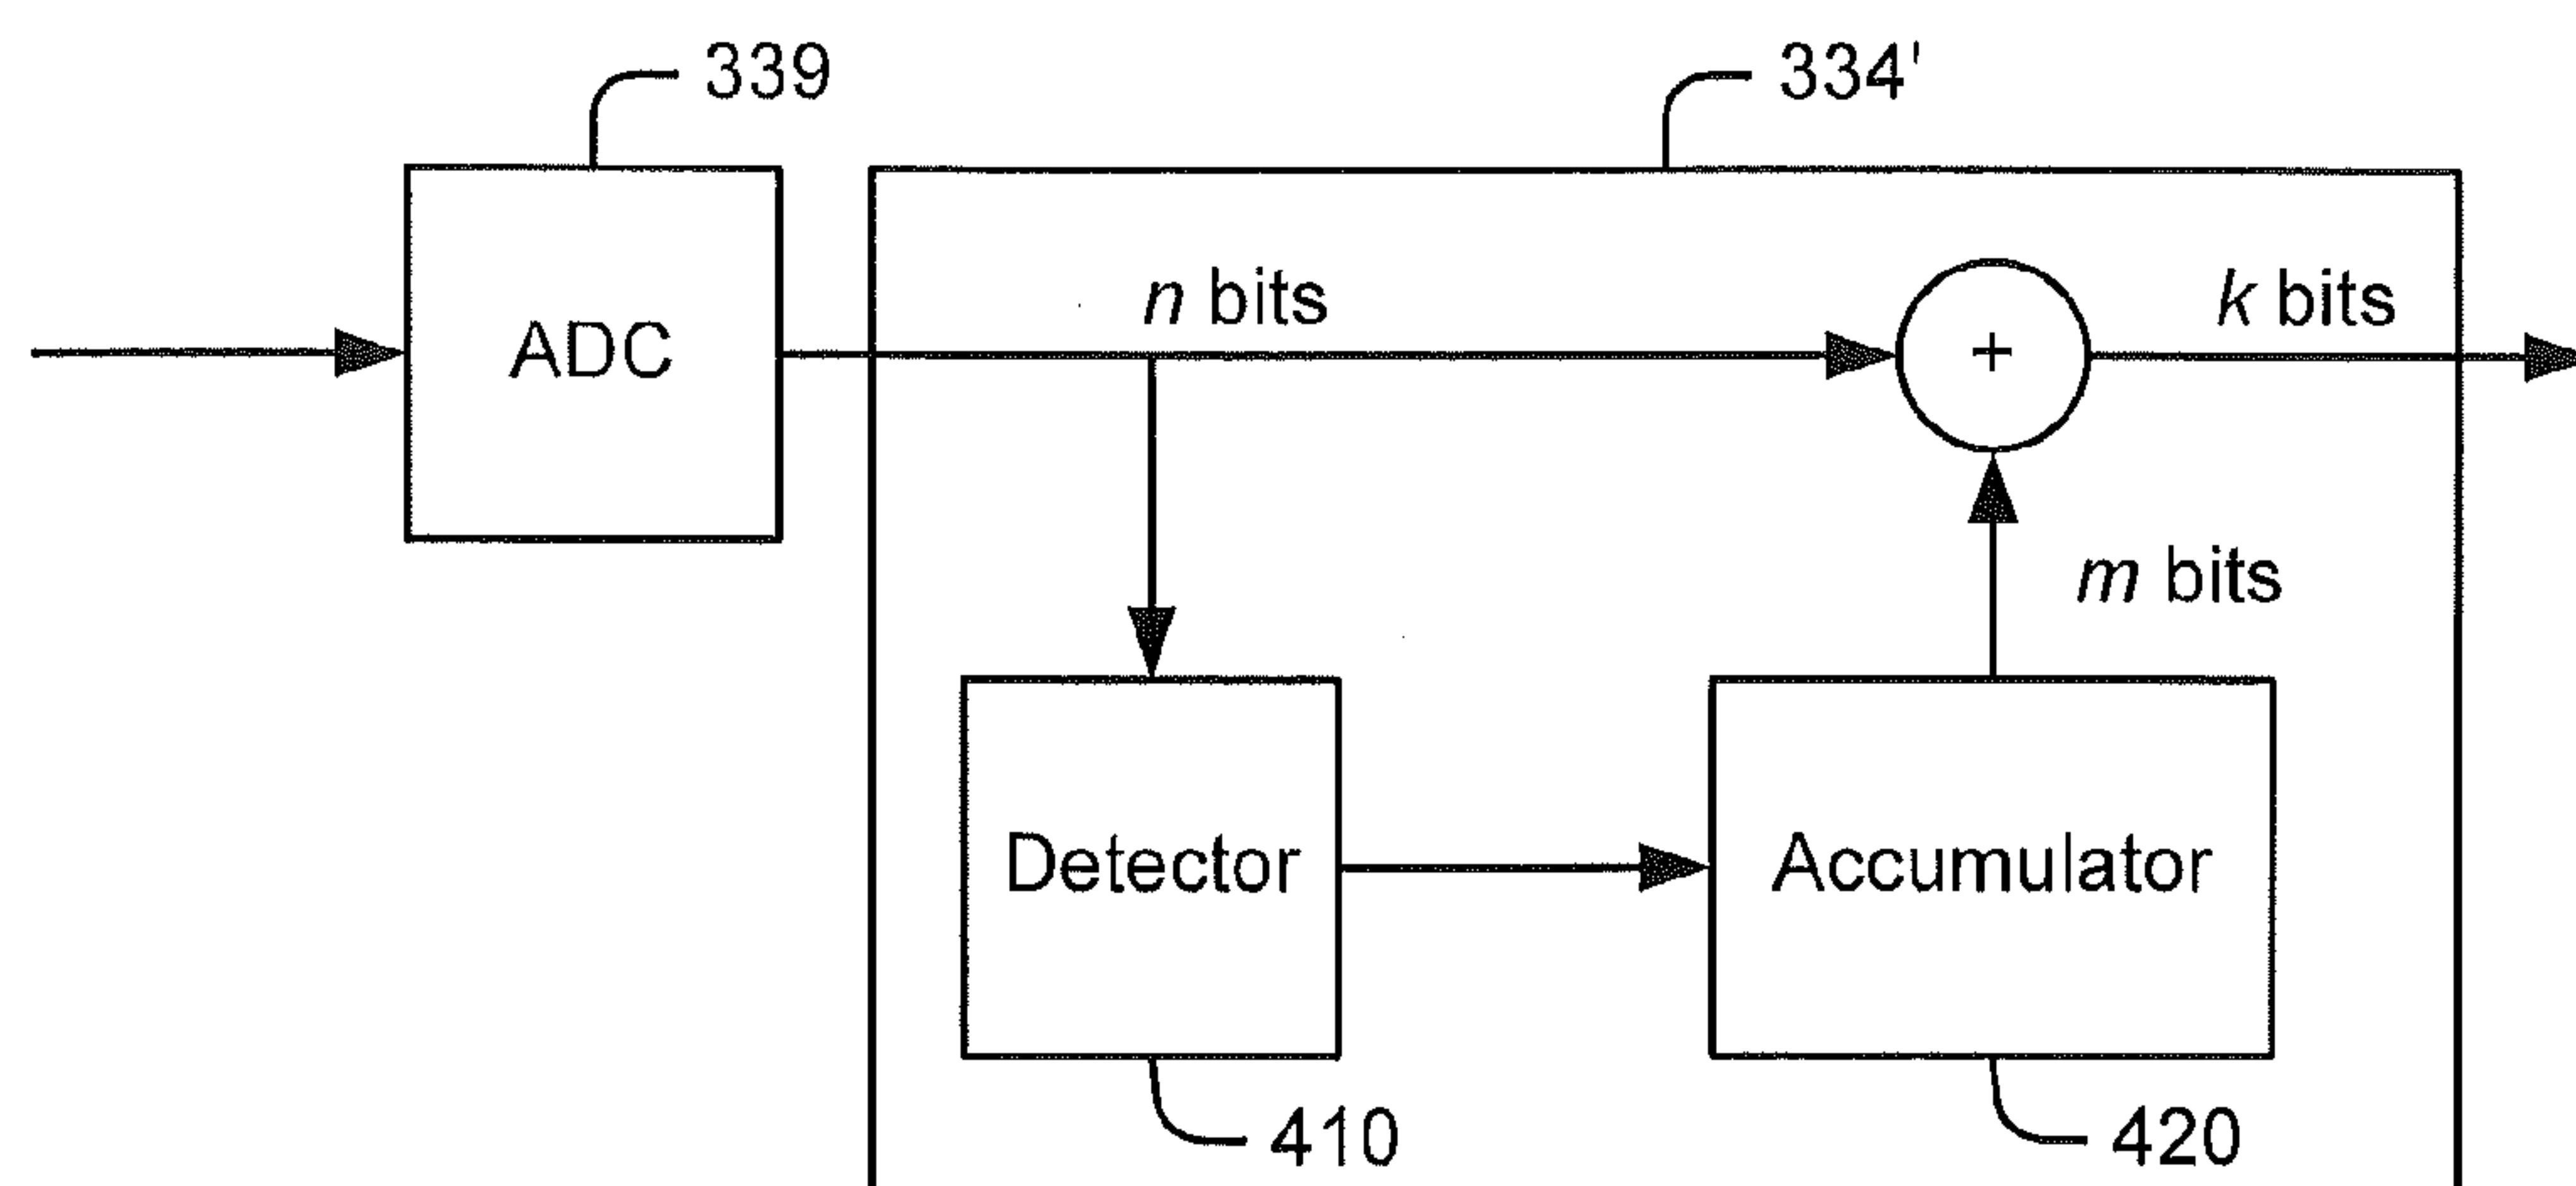 339
334'
ADC
n bits
+
k bits
m bits
Detector
Accumulator
410
420